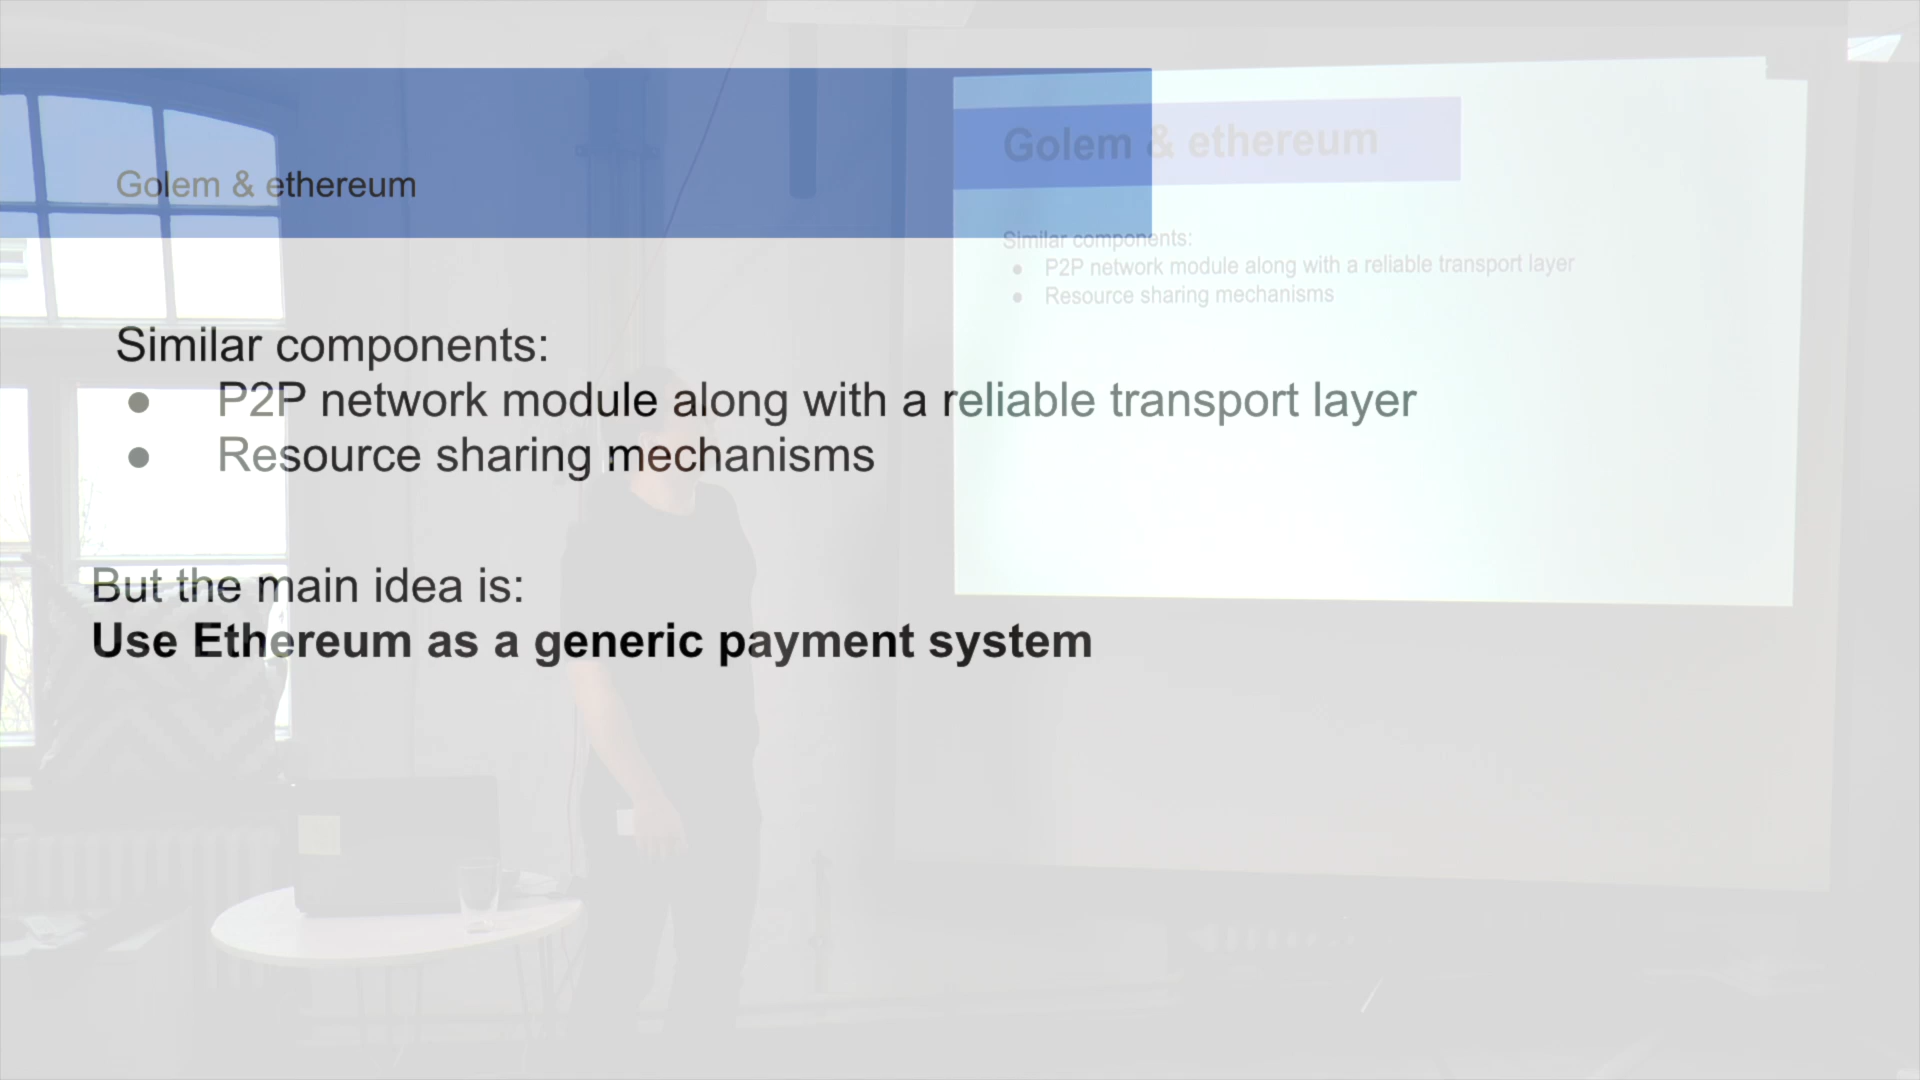 Golem & ethereum
Similar components:
● P2P network module along with a reliable transport layer
● Resource sharing mechanisms
But the main idea is:
Use Ethereum as a generic payment system
Golem & ethereum
Similar components:
● P2P network module along with a reliable transport layer
● Resource sharing mechanisms